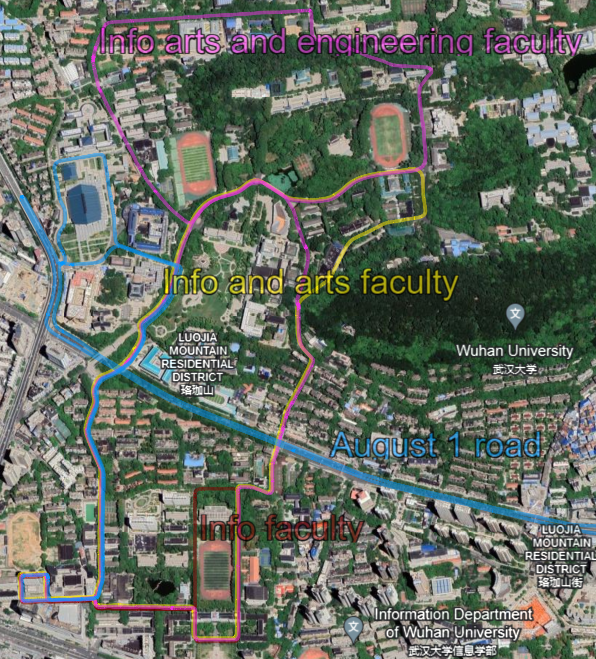 Info arts and engineering faculty
Info and arts faculty
LUOJIA
MOUNTAIN
RESIDENTIAL
DISTRICT
珞珈山
Wuhan University
武汉大学
August 1 road
Info faculty
LUOJIA
MOUNTAIN
RESIDENTIAL
DISTRICT
珞珈山街
Information Department
of Wuhan University
武汉大学信息学部